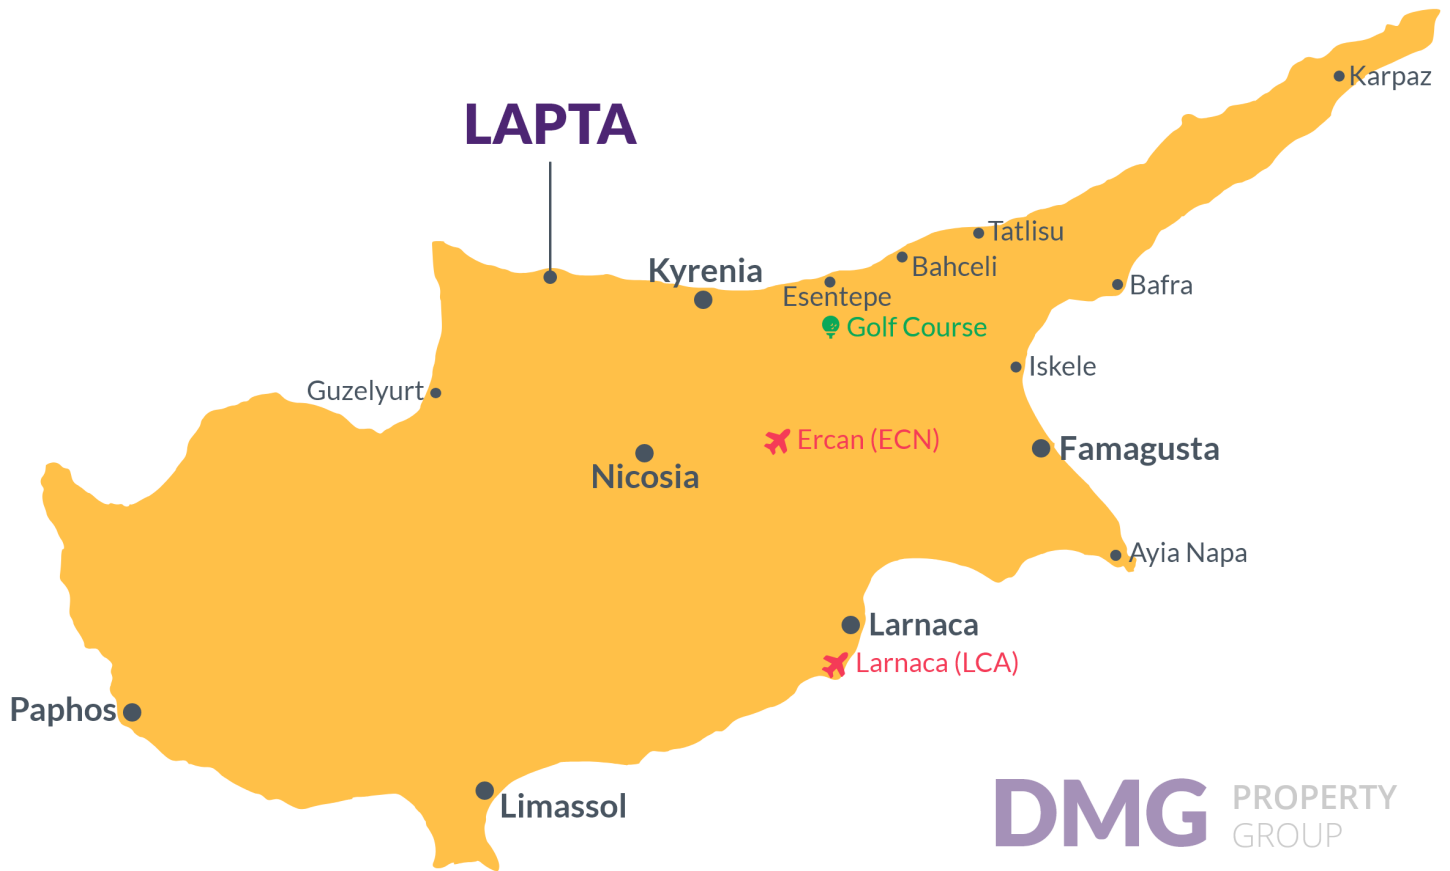 Karpaz
LAPTA
Tatlisu
Kyrenia
Bahceli
Bafra
Esentepe
Golf Course
Iskele
Guzelyurt
Ercan (ECN)
Famagusta
Nicosia
Ayia Napa
Larnaca
Larnaca (LCA)
Paphos
Limassol
DMG PROPERTY
GROUP